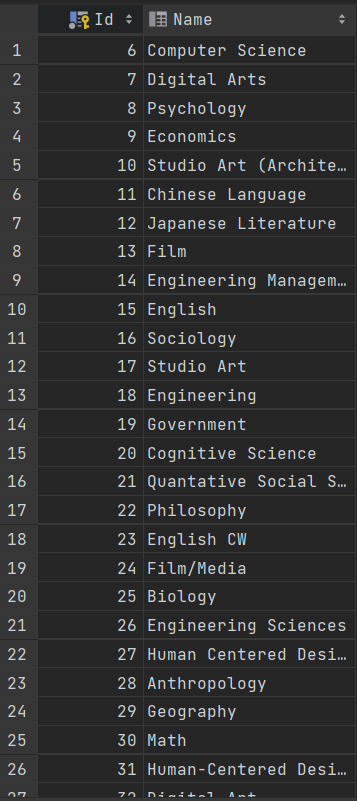 Id Name
1 6 Computer Science
2 7 Digital Arts
3 8 Psychology
4 9 Economics
5 10 Studio Art (Archite…
6 11 Chinese Language
7 12 Japanese Literature
8 13 Film
9 14 Engineering Managem…
10 15 English
11 16 Sociology
12 17 Studio Art
13 18 Engineering
14 19 Government
15 20 Cognitive Science
16 21 Quantative Social S…
17 22 Philosophy
18 23 English CW
19 24 Film/Media
20 25 Biology
21 26 Engineering Sciences
22 27 Human Centered Desi…
23 28 Anthropology
24 29 Geography
25 30 Math
26 31 Human-Centered Desi…
27 32 Digital Art